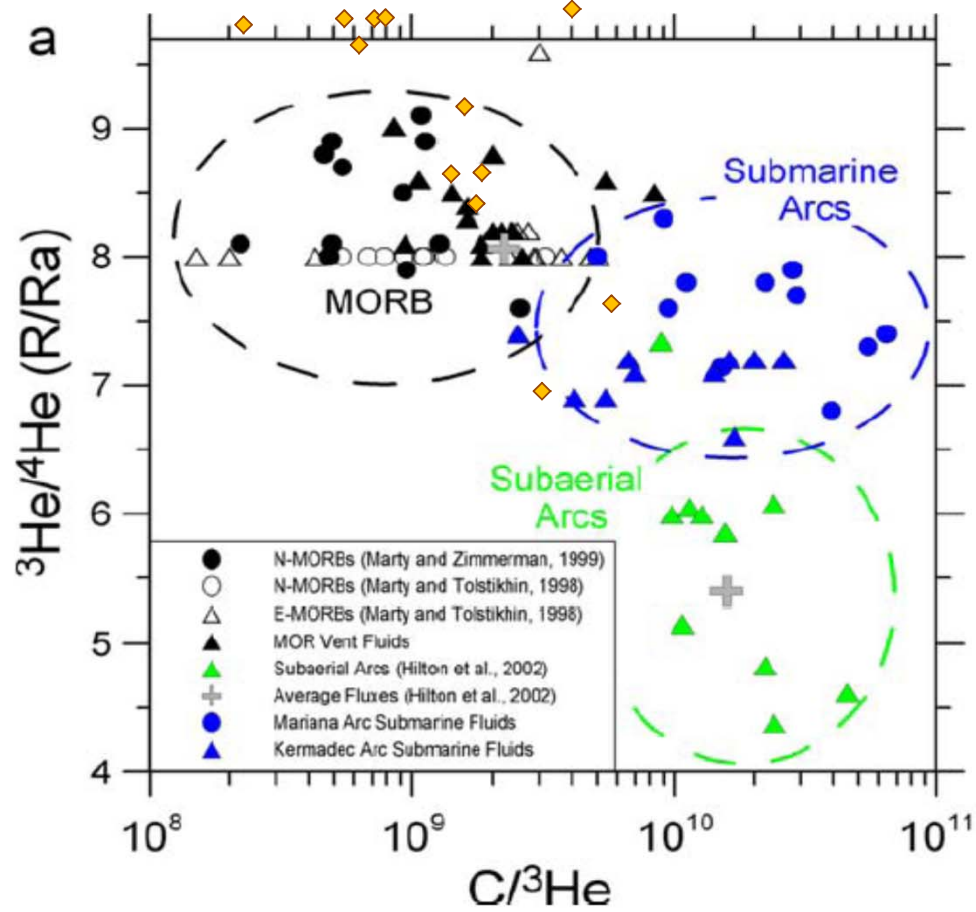 a
9
8
7
6
5
4
³He/⁴He (R/Ra)
Submarine
Arcs
MORB
Subaerial
Arcs
N-MORBs (Marty and Zimmerman, 1999)
N-MORBs (Marty and Tolstikhin, 1998)
E-MORBs (Marty and Tolstikhin, 1998)
MOR Vent Fluids
Subaerial Arcs (Hilton et al., 2002)
Average Fluxes (Hilton et al., 2002)
Mariana Arc Submarine Fluids
Kermadec Arc Submarine Fluids
10⁸ 10⁹ 10¹⁰ 10¹¹
C/³He